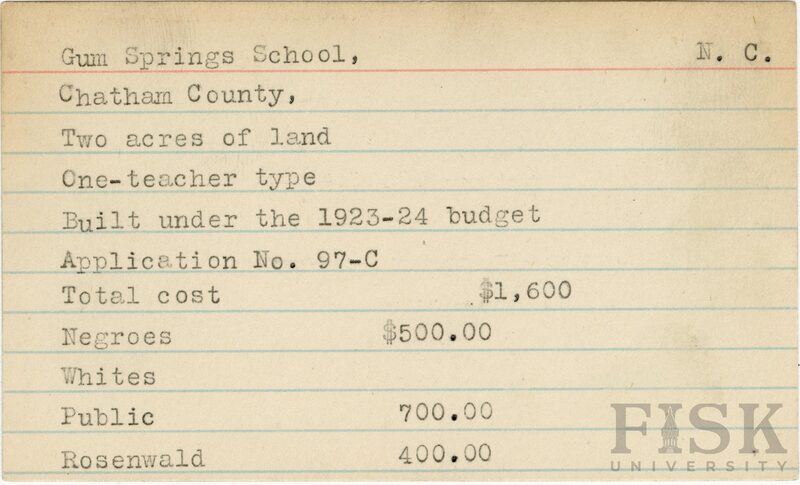 Gum Springs School, N. C.
Chatham County,
Two acres of land
One-teacher type
Built under the 1923-24 budget
Application No. 97-C
Total cost $1,600
Negroes $500.00
Whites
Public 700.00
Rosenwald 400.00
FISK
UNIVERSITY